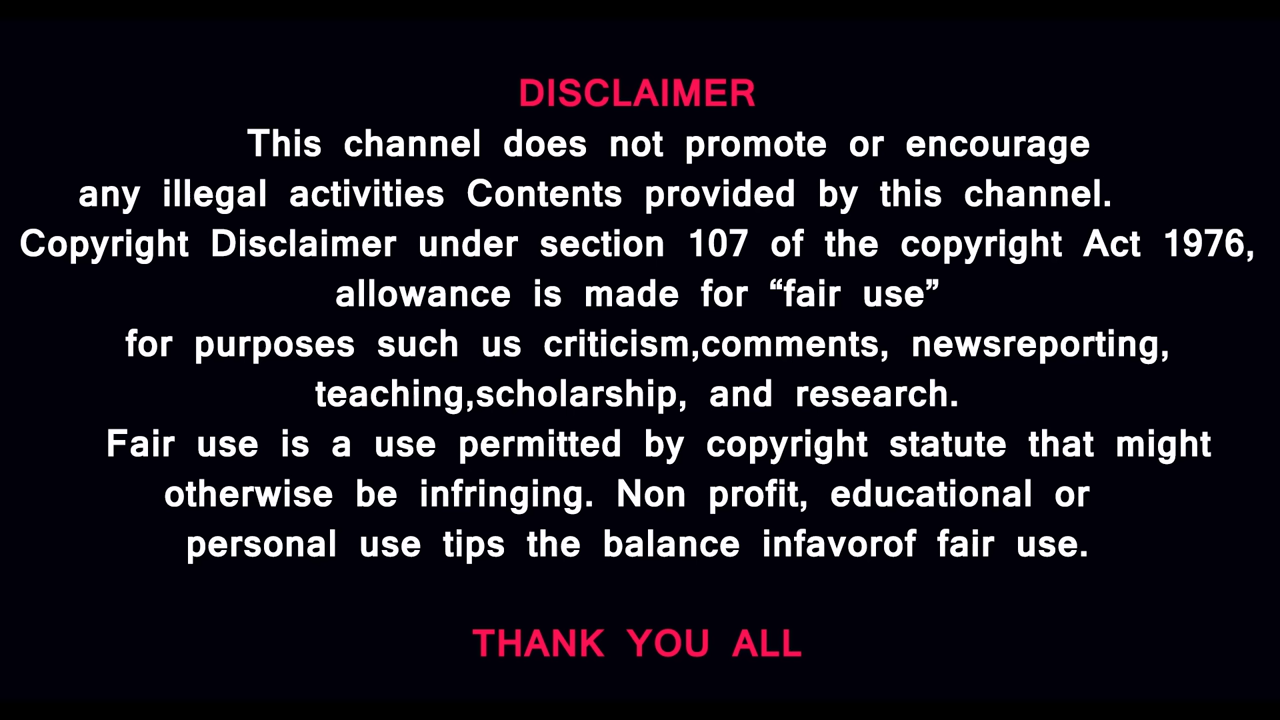 DISCLAIMER
This channel does not promote or encourage
any illegal activities Contents provided by this channel.
Copyright Disclaimer under section 107 of the copyright Act 1976,
allowance is made for “fair use”
for purposes such us criticism,comments, newsreporting,
teaching,scholarship, and research.
Fair use is a use permitted by copyright statute that might
otherwise be infringing. Non profit, educational or
personal use tips the balance infavorof fair use.
THANK YOU ALL